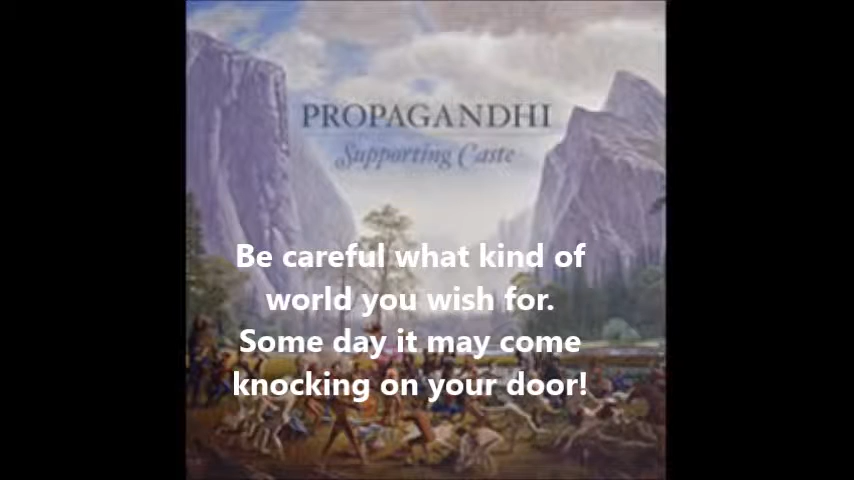 PROPAGANDHI
Supporting Caste
Be careful what kind of
world you wish for.
Some day it may come
knocking on your door!